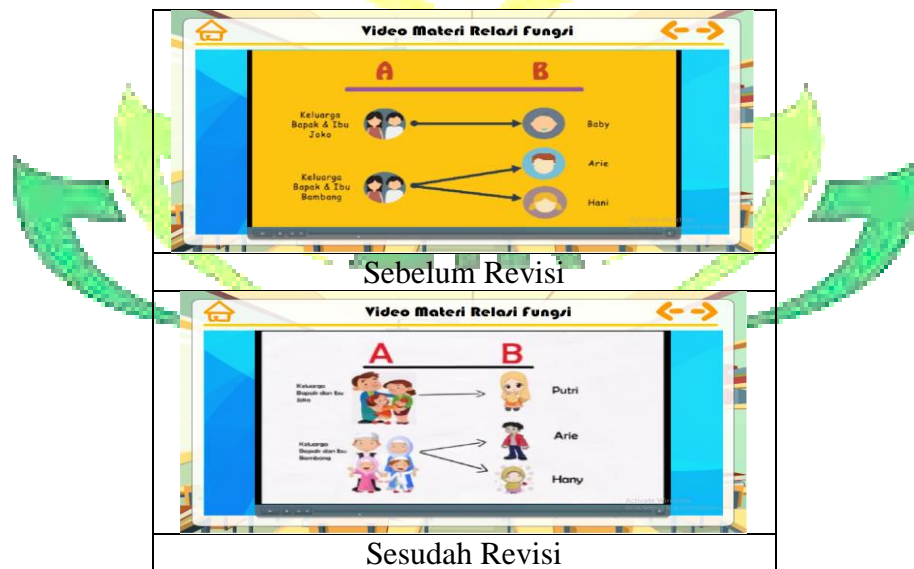 Video Materi Relasi Fungsi
A
B
Keluarga
Bapak & Ibu
Joko
Baby
Arie
Keluarga
Bapak & Ibu
Bambang
Hani
Sebelum Revisi
Video Materi Relasi Fungsi
A
B
Keluarga
Bapak dan Ibu
Putri
Arie
Keluarga
Bapak dan Ibu
Bambang
Hany
Sesudah Revisi